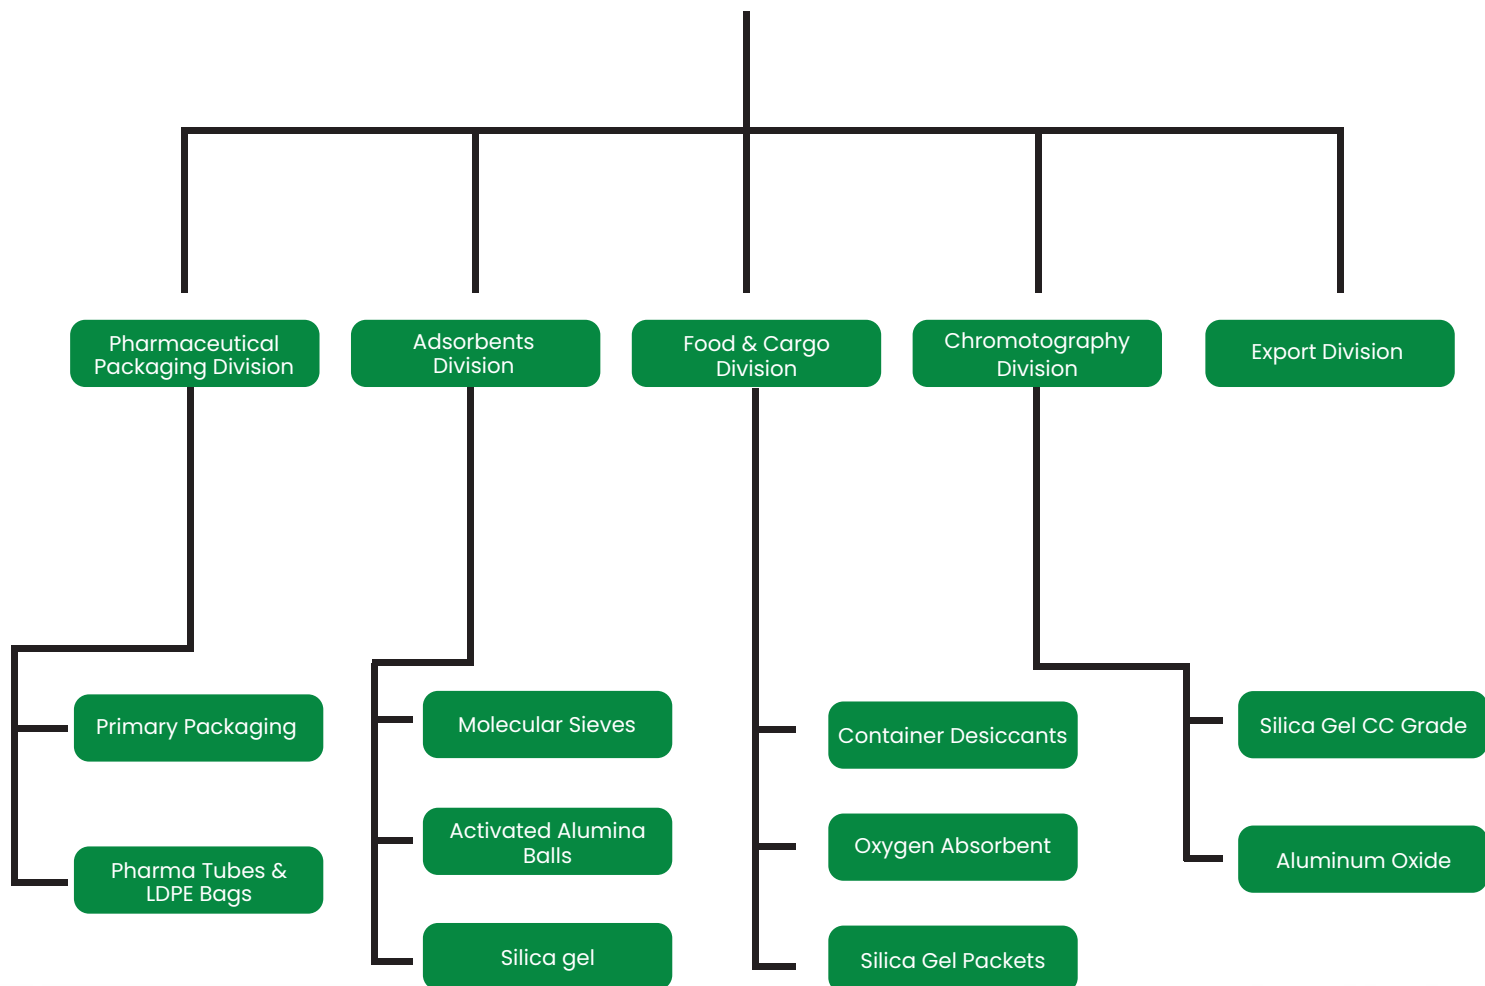 Pharmaceutical
Packaging Division
Adsorbents
Division
Food & Cargo
Division
Chromotography
Division
Export Division
Primary Packaging
Pharma Tubes &
LDPE Bags
Molecular Sieves
Activated Alumina
Balls
Silica gel
Container Desiccants
Oxygen Absorbent
Silica Gel Packets
Silica Gel CC Grade
Aluminum Oxide